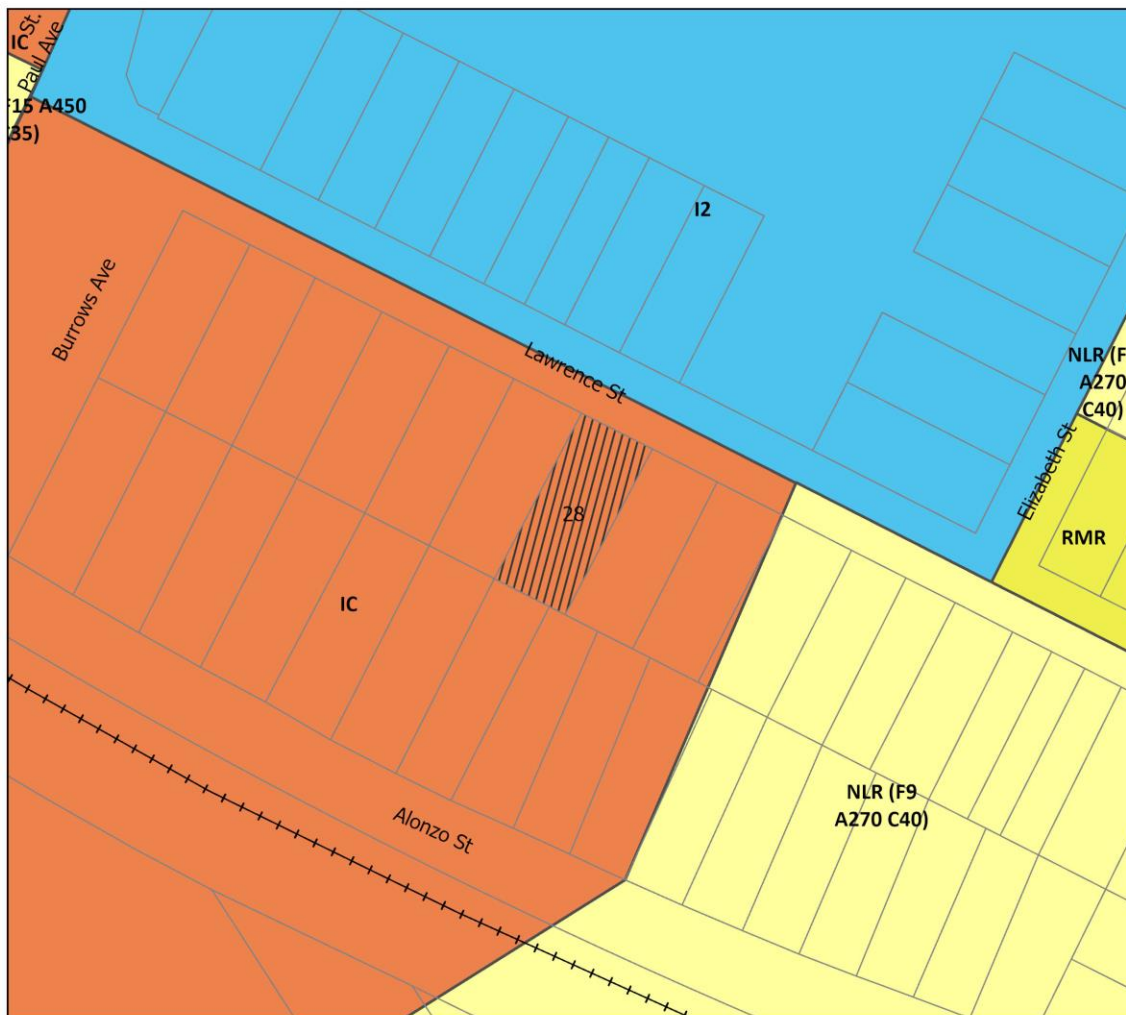 St.
Paul Ave
IC
F15 A450
C35)
Burrows Ave
I2
Lawrence St
NLR (F
A270
C40)
Elizabeth St
RMR
28
IC
NLR (F9
A270 C40)
Alonzo St